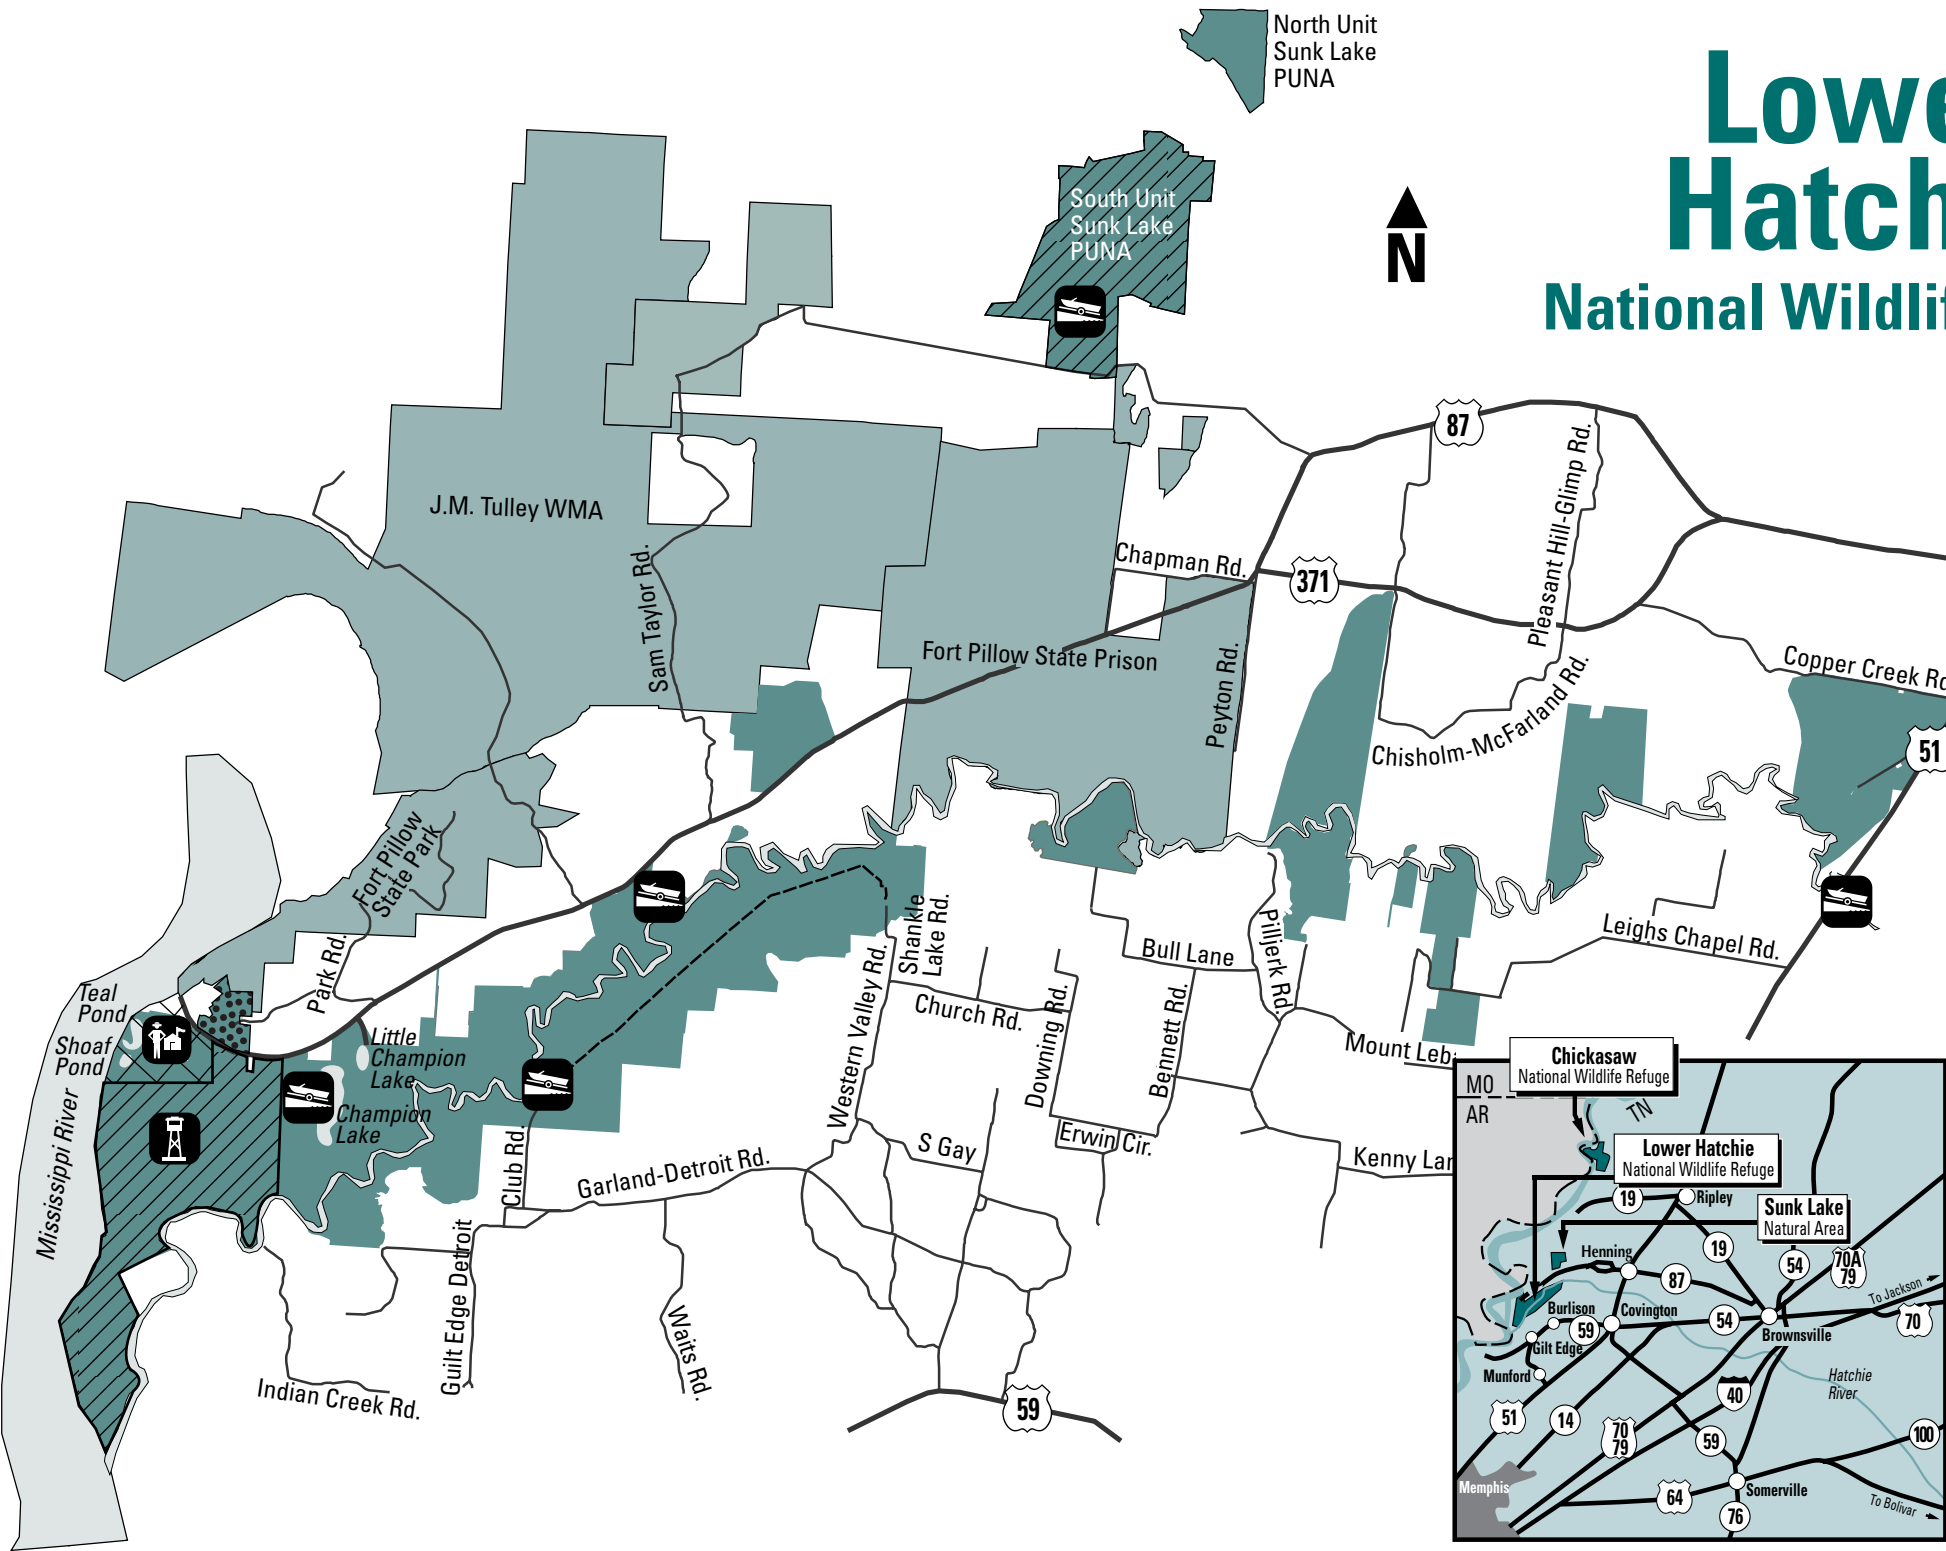 North Unit
Sunk Lake
PUNA
Lowe
Hatch
National Wildlif
South Unit
Sunk Lake
PUNA
N
87
J.M. Tulley WMA
Sam Taylor Rd.
Chapman Rd.
371
Pleasant Hill-Glimp Rd.
Fort Pillow State Prison
Peyton Rd.
Chisholm-McFarland Rd.
Copper Creek Rd
51
Fort Pillow
State Park
Park Rd.
Shankle
Lake Rd.
Western Valley Rd.
Church Rd.
Downing Rd.
Bull Lane
Bennett Rd.
Pilljerk Rd.
Leighs Chapel Rd.
Mount Leb
Teal
Pond
Shoaf
Pond
Little
Champion
Lake
Champion
Lake
Mississippi River
Club Rd.
Garland-Detroit Rd.
S Gay
Erwin Cir.
Kenny Lan
Guilt Edge Detroit
Waits Rd.
Indian Creek Rd.
59
Chickasaw
National Wildlife Refuge
MO
AR
TN
Lower Hatchie
National Wildlife Refuge
19
Ripley
Sunk Lake
Natural Area
Henning
19
54
70A
79
87
To Jackson
Burlison
Covington
59
54
70
Brownsville
Gilt Edge
Munford
Hatchie
River
40
51
14
70
79
59
100
Memphis
64
Somerville
76
To Bolivar